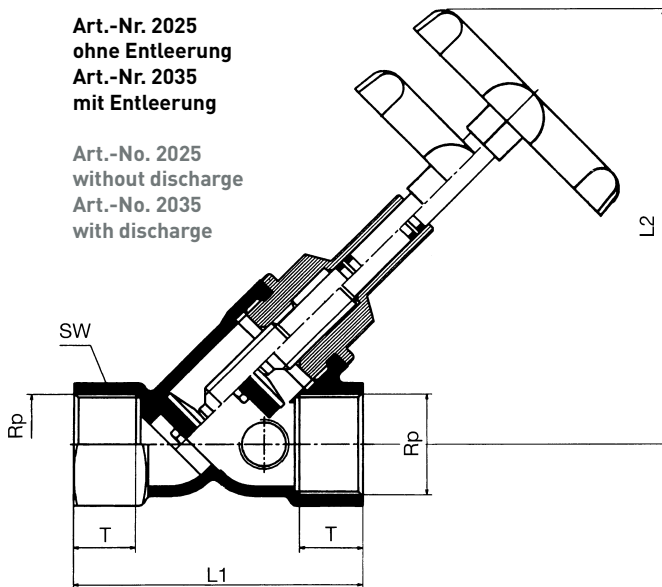 Art.-Nr. 2025
ohne Entleerung
Art.-Nr. 2035
mit Entleerung
Art.-No. 2025
without discharge
Art.-No. 2035
with discharge
L2
SW
Rp
Rp
T
T
L1